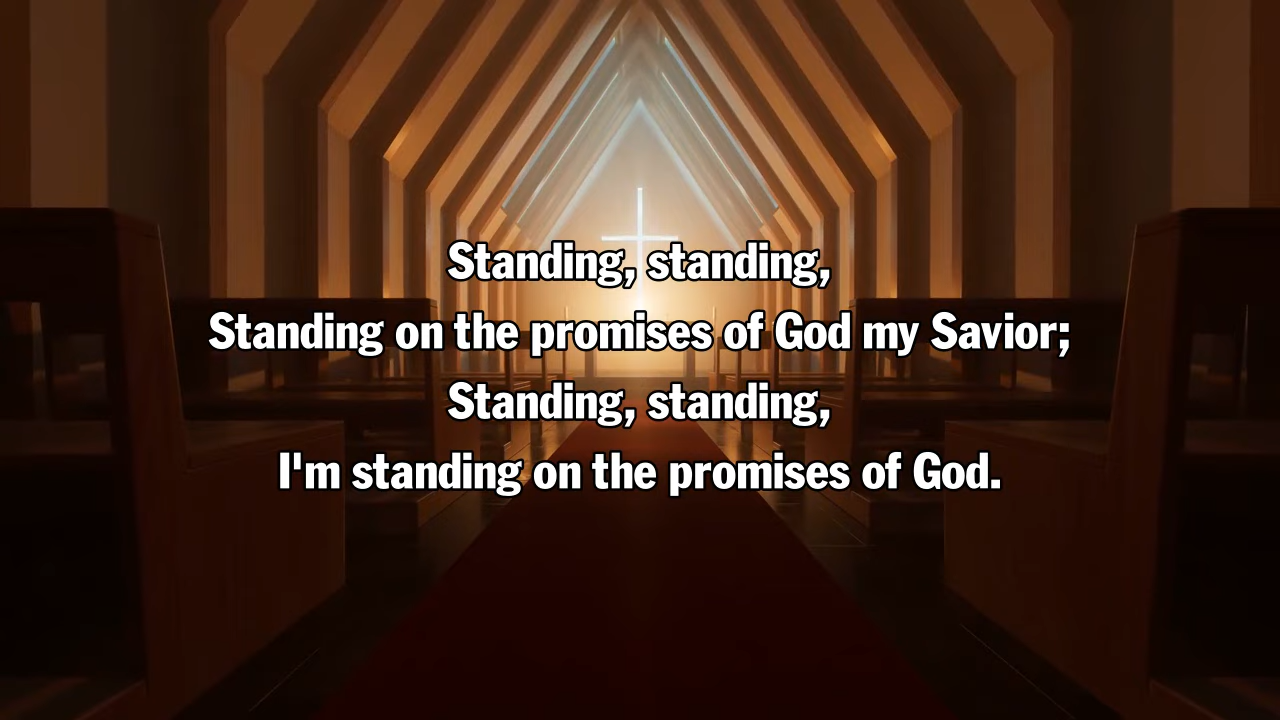 Standing, standing,
Standing on the promises of God my Savior;
Standing, standing,
I'm standing on the promises of God.